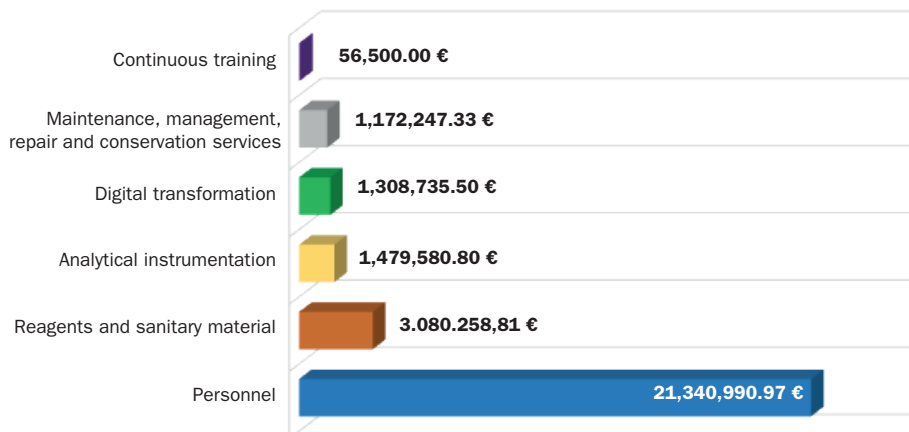 Continuous training
56,500.00 €
Maintenance, management,
repair and conservation services
1,172,247.33 €
Digital transformation
1,308,735.50 €
Analytical instrumentation
1,479,580.80 €
Reagents and sanitary material
3.080.258,81 €
Personnel
21,340,990.97 €